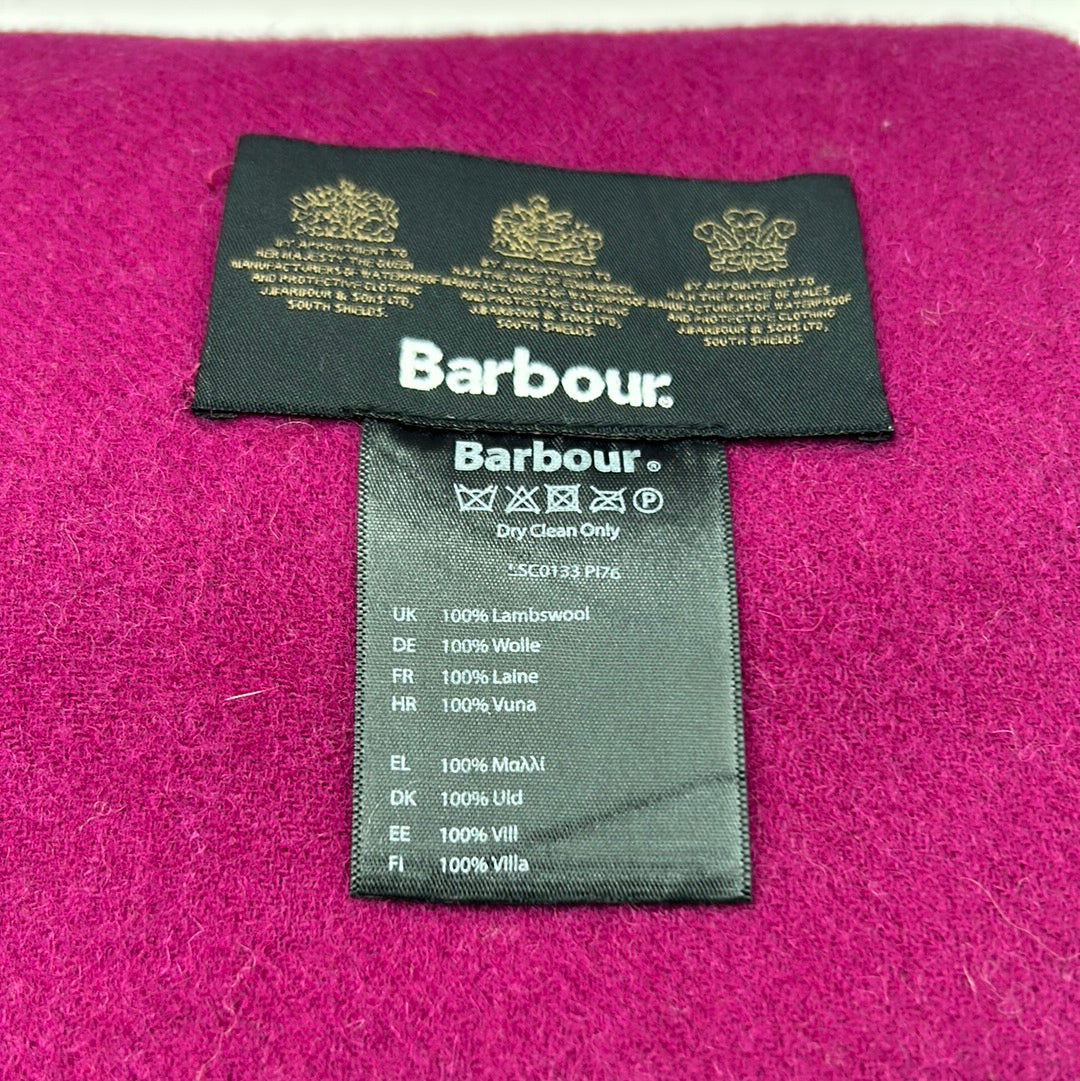 BY APPOINTMENT TO
HER MAJESTY THE QUEEN
MANUFACTURERS OF WATERPROOF
AND PROTECTIVE CLOTHING
J.BARBOUR & SONS LTD,
SOUTH SHIELDS.
BY APPOINTMENT TO
H.R.H. THE DUKE OF EDINBURGH
MANUFACTURERS OF WATERPROOF
AND PROTECTIVE CLOTHING
J.BARBOUR & SONS LTD,
SOUTH SHIELDS.
BY APPOINTMENT TO
H.R.H. THE PRINCE OF WALES
MANUFACTURERS OF WATERPROOF
AND PROTECTIVE CLOTHING
J.BARBOUR & SONS LTD,
SOUTH SHIELDS.
Barbour®
Barbour®
P
Dry Clean Only
LSC0133 PI76
UK 100% Lambswool
DE 100% Wolle
FR 100% Laine
HR 100% Vuna
EL 100% Μαλλί
DK 100% Uld
EE 100% Vill
FI 100% Villa